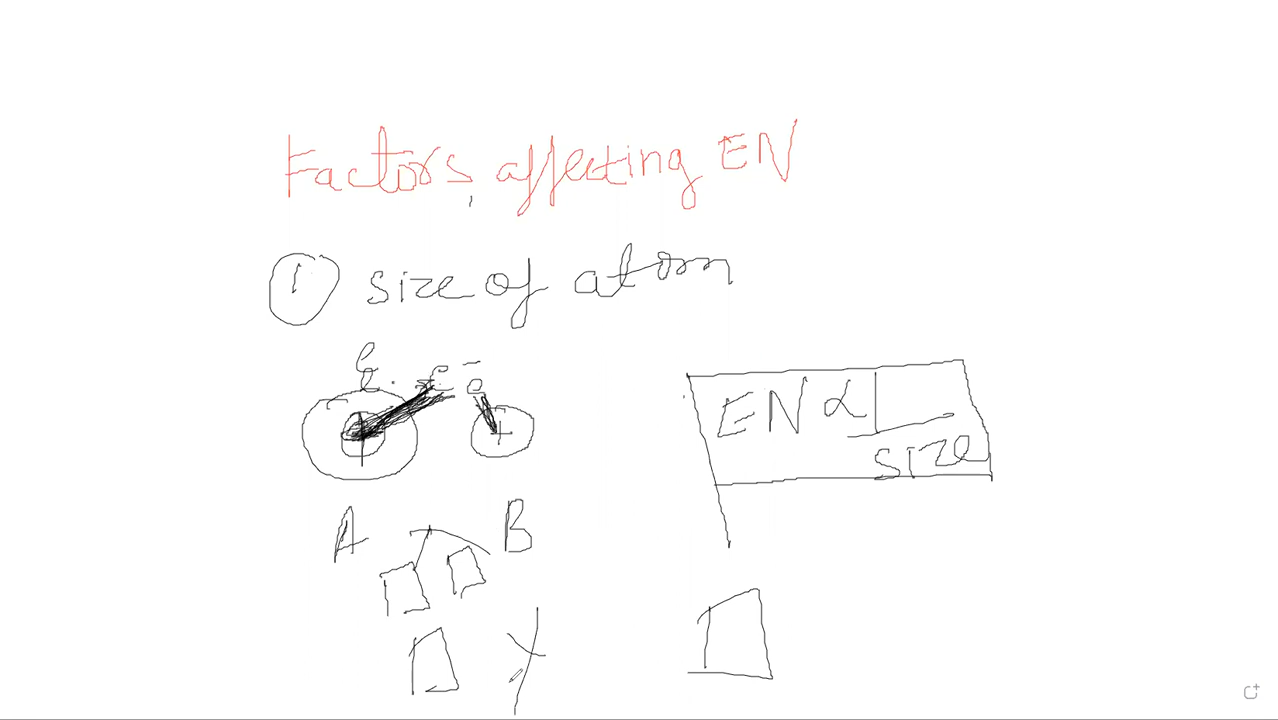 Factors affecting EN
1 size of atom
EN α 1/size
A B